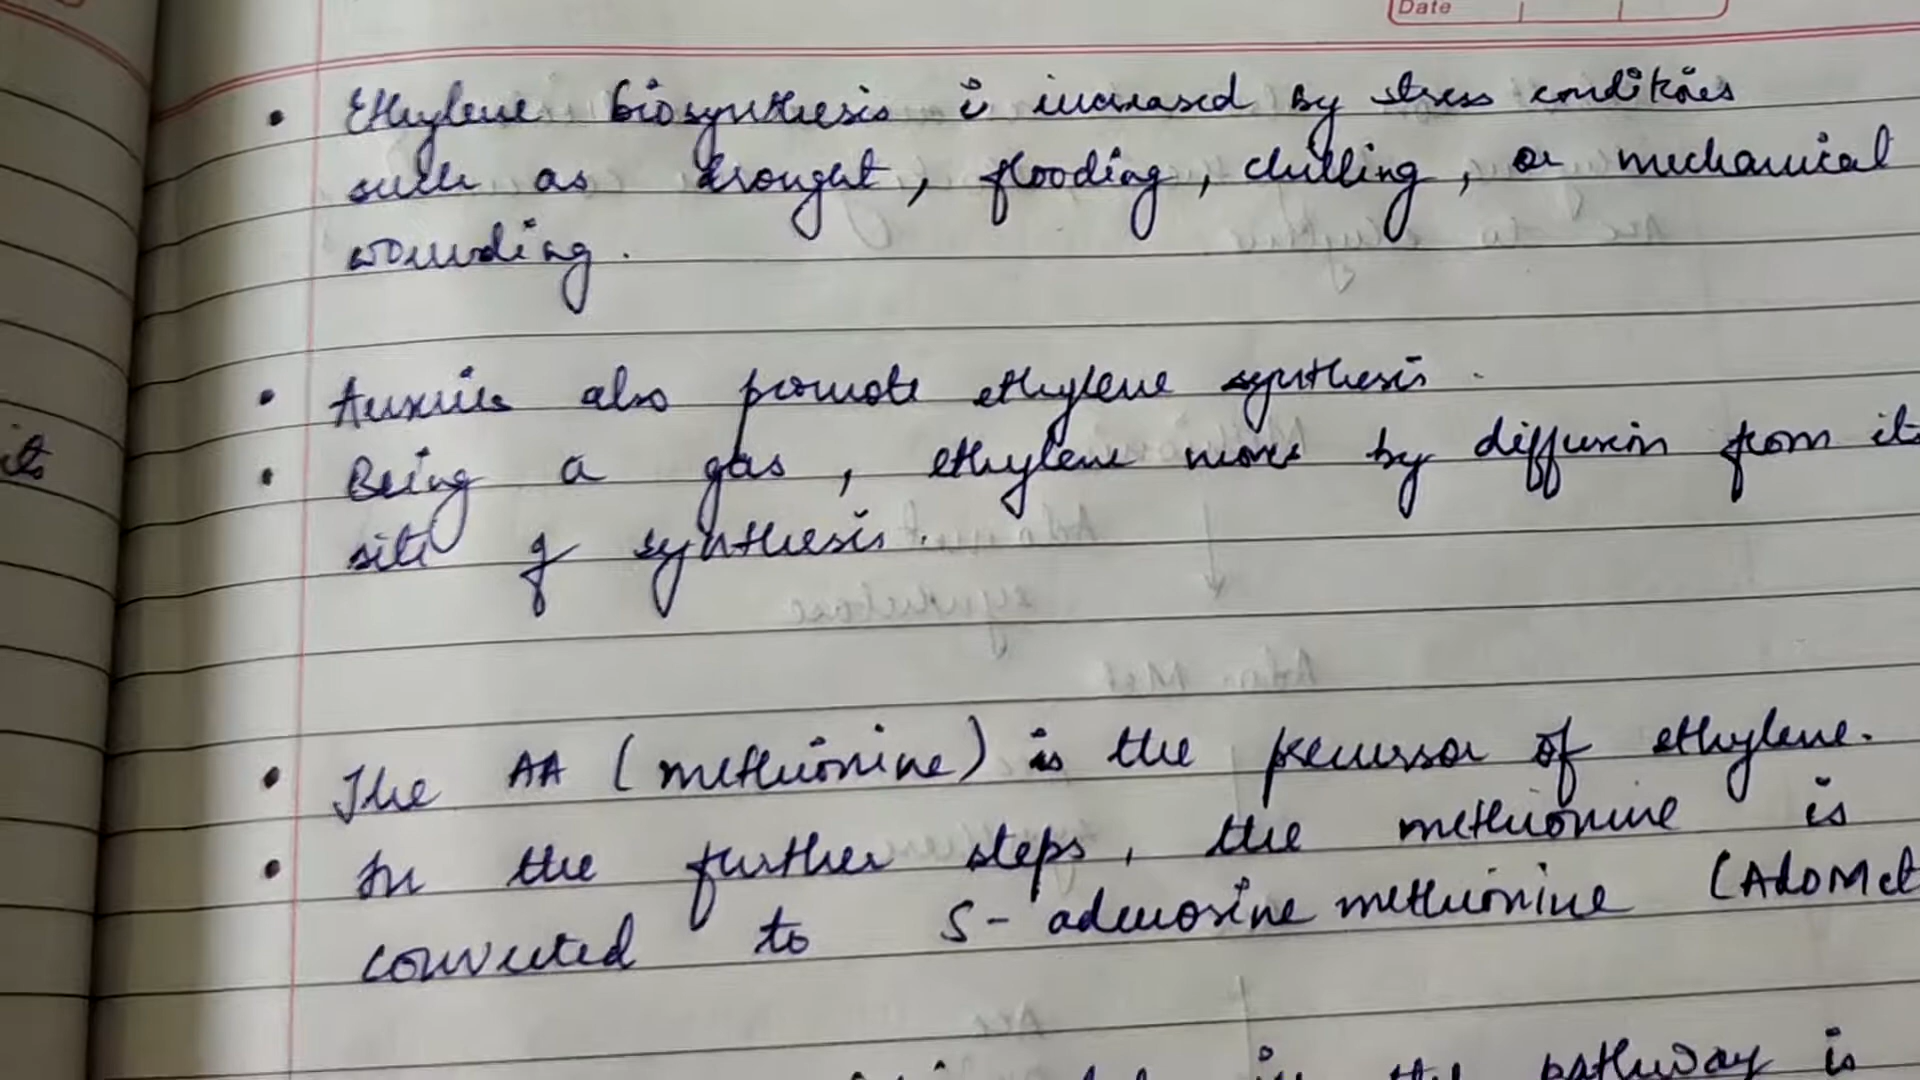 Date
• Ethylene biosynthesis is increased by stress conditions
such as drought, flooding, chilling, or mechanical
wounding.
• Auxins also promote ethylene synthesis.
its
• Being a gas, ethylene moves by diffusion from its
site of synthesis.
• The AA (methionine) is the precursor of ethylene.
• In the further steps, the methionine is
converted to S-adenosine methionine (AdoMet
in the pathway is